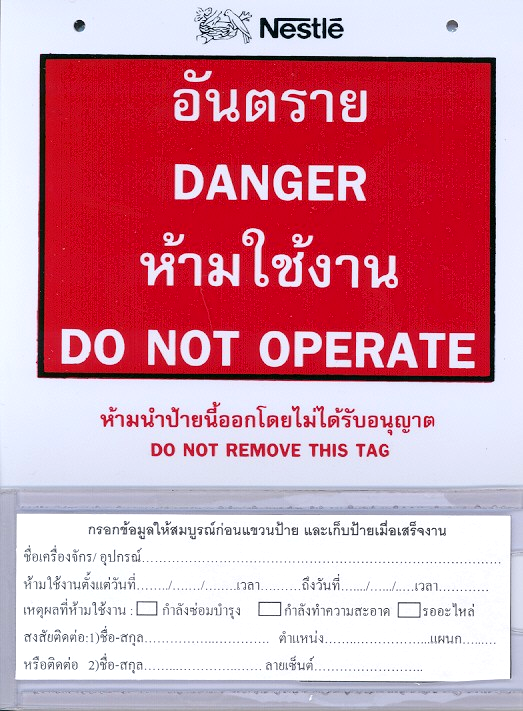 Nestlé
อันตราย
DANGER
ห้ามใช้งาน
DO NOT OPERATE
ห้ามนำป้ายนี้ออกโดยไม่ได้รับอนุญาต
DO NOT REMOVE THIS TAG
กรอกข้อมูลให้สมบูรณ์ก่อนแขวนป้าย และเก็บป้ายเมื่อเสร็จงาน
ชื่อเครื่องจักร/ อุปกรณ์..........................................................................................
ห้ามใช้งานตั้งแต่วันที่......../......./.......เวลา..........ถึงวันที่......./....../.....เวลา.............
เหตุผลที่ห้ามใช้งาน : กำลังซ่อมบำรุง กำลังทำความสะอาด รออะไหล่
สงสัยติดต่อ:1)ชื่อ-สกุล............................... ตำแหน่ง..........................แผนก.........
หรือติดต่อ 2)ชื่อ-สกุล............................. ลายเซ็นต์...........................